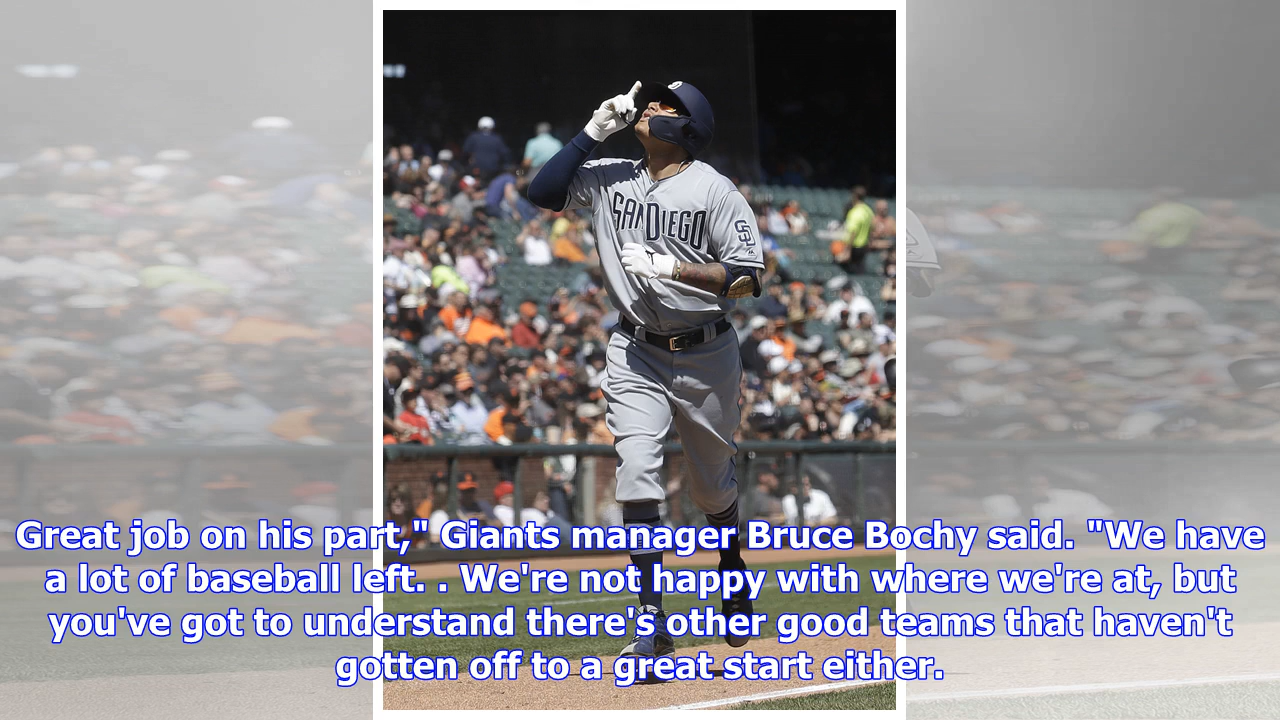 SAN DIEGO
SD
Great job on his part," Giants manager Bruce Bochy said. "We have
a lot of baseball left. . We're not happy with where we're at, but
you've got to understand there's other good teams that haven't
gotten off to a great start either.